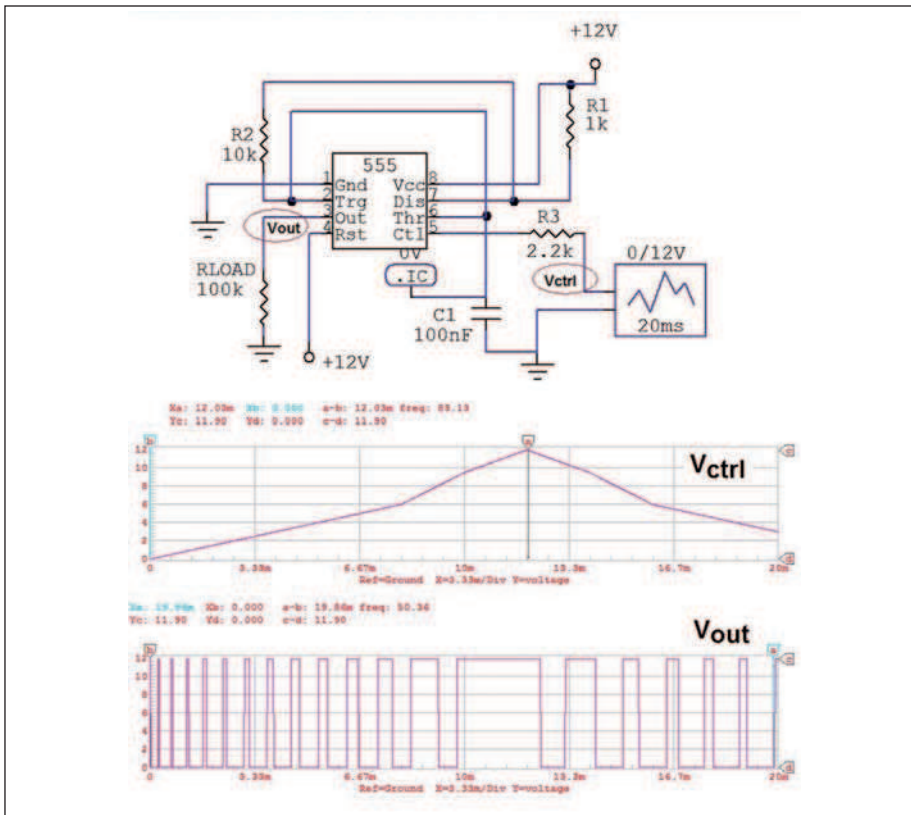 +12V
R1
1k
R2
10k
555
1 Gnd Vcc 8
2 Trg Dis 7
3 Out Thr 6
4 Rst Ctl 5
Vout
R3
2.2k
0V
.IC
Vctrl
0/12V
20ms
RLOAD
100k
C1
100nF
+12V
Xa: 12.03m Xb: 0.000 a-b: 12.03m freq: 83.13
Yc: 11.90 Yd: 0.000 c-d: 11.90
b a c
Vctrl
12
10
8
6
4
2
0
d
0 3.33m 6.67m 10m 13.3m 16.7m 20m
Ref=Ground X=3.33m/Div Y=voltage
Xb: 0.000 a-b: 19.86m freq: 50.36
Yc: 11.90 Yd: 0.000 c-d: 11.90
Vout
b a c
12
10
8
6
4
2
0
d
0 3.33m 6.67m 10m 13.3m 16.7m 20m
Ref=Ground X=3.33m/Div Y=voltage